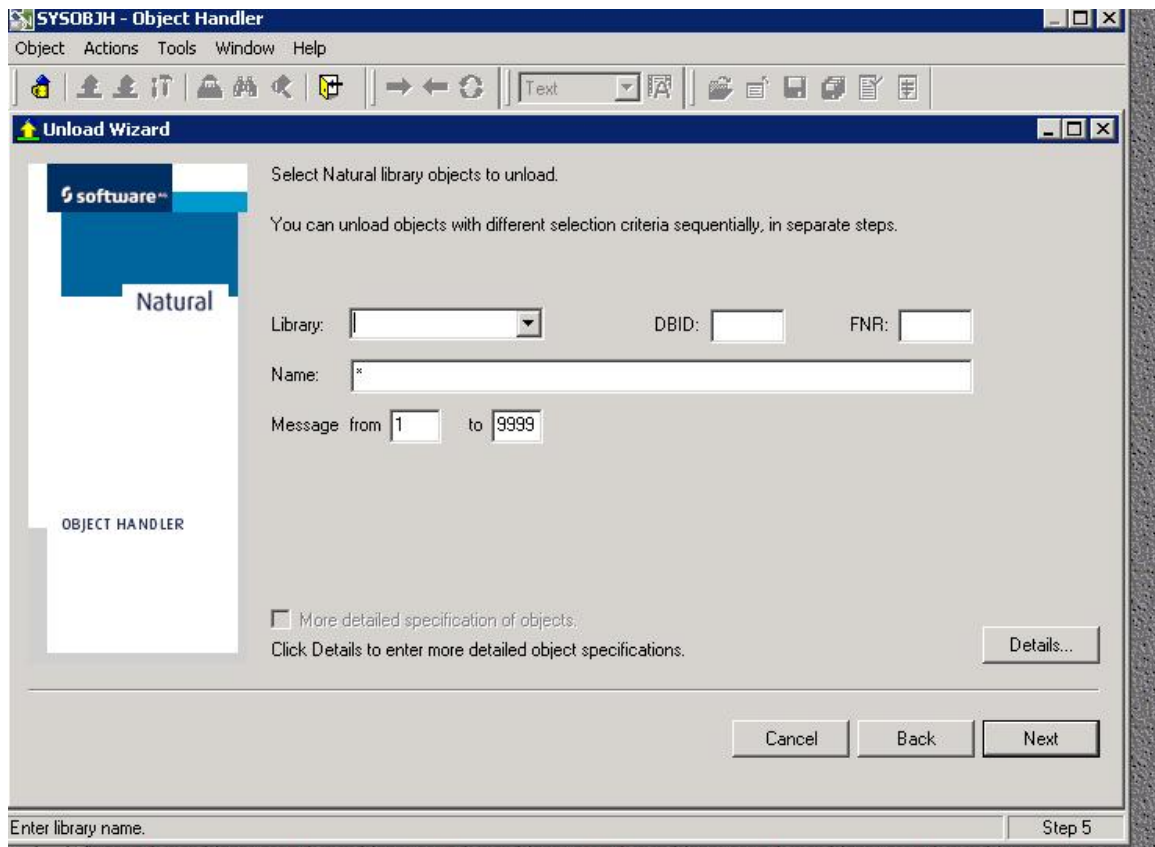 SYSOBJH - Object Handler
Object Actions Tools Window Help
Text
Unload Wizard
Select Natural library objects to unload.
software AG
You can unload objects with different selection criteria sequentially, in separate steps.
Natural
Library: DBID: FNR:
Name: *
Message from 1 to 9999
OBJECT HANDLER
More detailed specification of objects.
Click Details to enter more detailed object specifications.
Details...
Cancel Back Next
Enter library name. Step 5